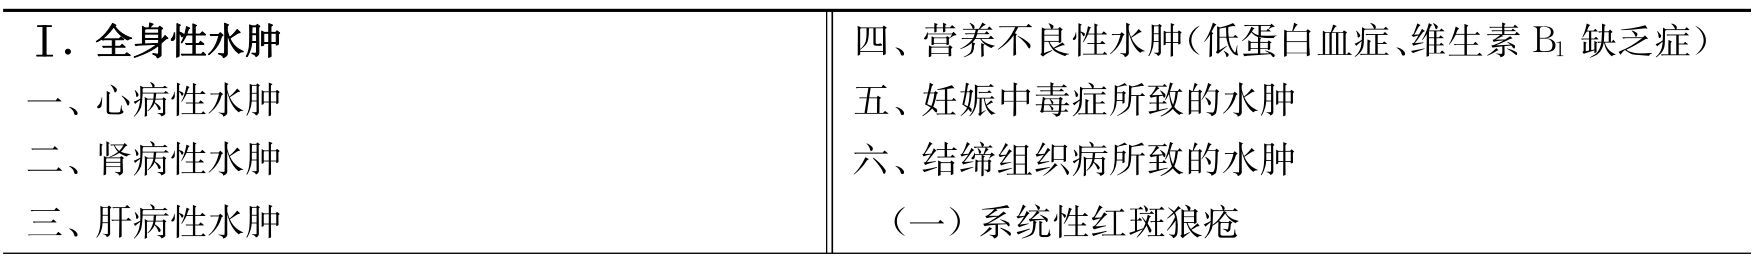 Ⅰ. 全身性水肿
一、心病性水肿
二、肾病性水肿
三、肝病性水肿
四、营养不良性水肿(低蛋白血症、维生素 B₁ 缺乏症)
五、妊娠中毒症所致的水肿
六、结缔组织病所致的水肿
(一)系统性红斑狼疮